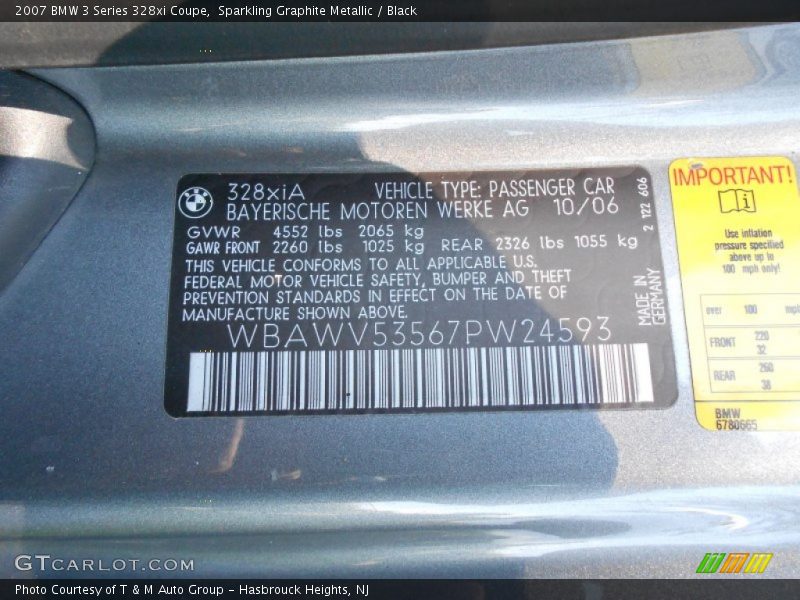 2007 BMW 3 Series 328xi Coupe, Sparkling Graphite Metallic / Black
BMW
328xiA VEHICLE TYPE: PASSENGER CAR
BAYERISCHE MOTOREN WERKE AG 10/06
GVWR 4552 lbs 2065 kg
GAWR FRONT 2260 lbs 1025 kg REAR 2326 lbs 1055 kg
THIS VEHICLE CONFORMS TO ALL APPLICABLE U.S.
FEDERAL MOTOR VEHICLE SAFETY, BUMPER AND THEFT
PREVENTION STANDARDS IN EFFECT ON THE DATE OF
MANUFACTURE SHOWN ABOVE.
WBAWV53567PW24593
2 122 606
MADE IN
GERMANY
IMPORTANT!
i
Use inflation
pressure specified
above up to
100 mph only!
over 100 mph
FRONT 220
32
REAR 260
38
BMW
6780665
GTCARLOT.COM
Photo Courtesy of T & M Auto Group - Hasbrouck Heights, NJ